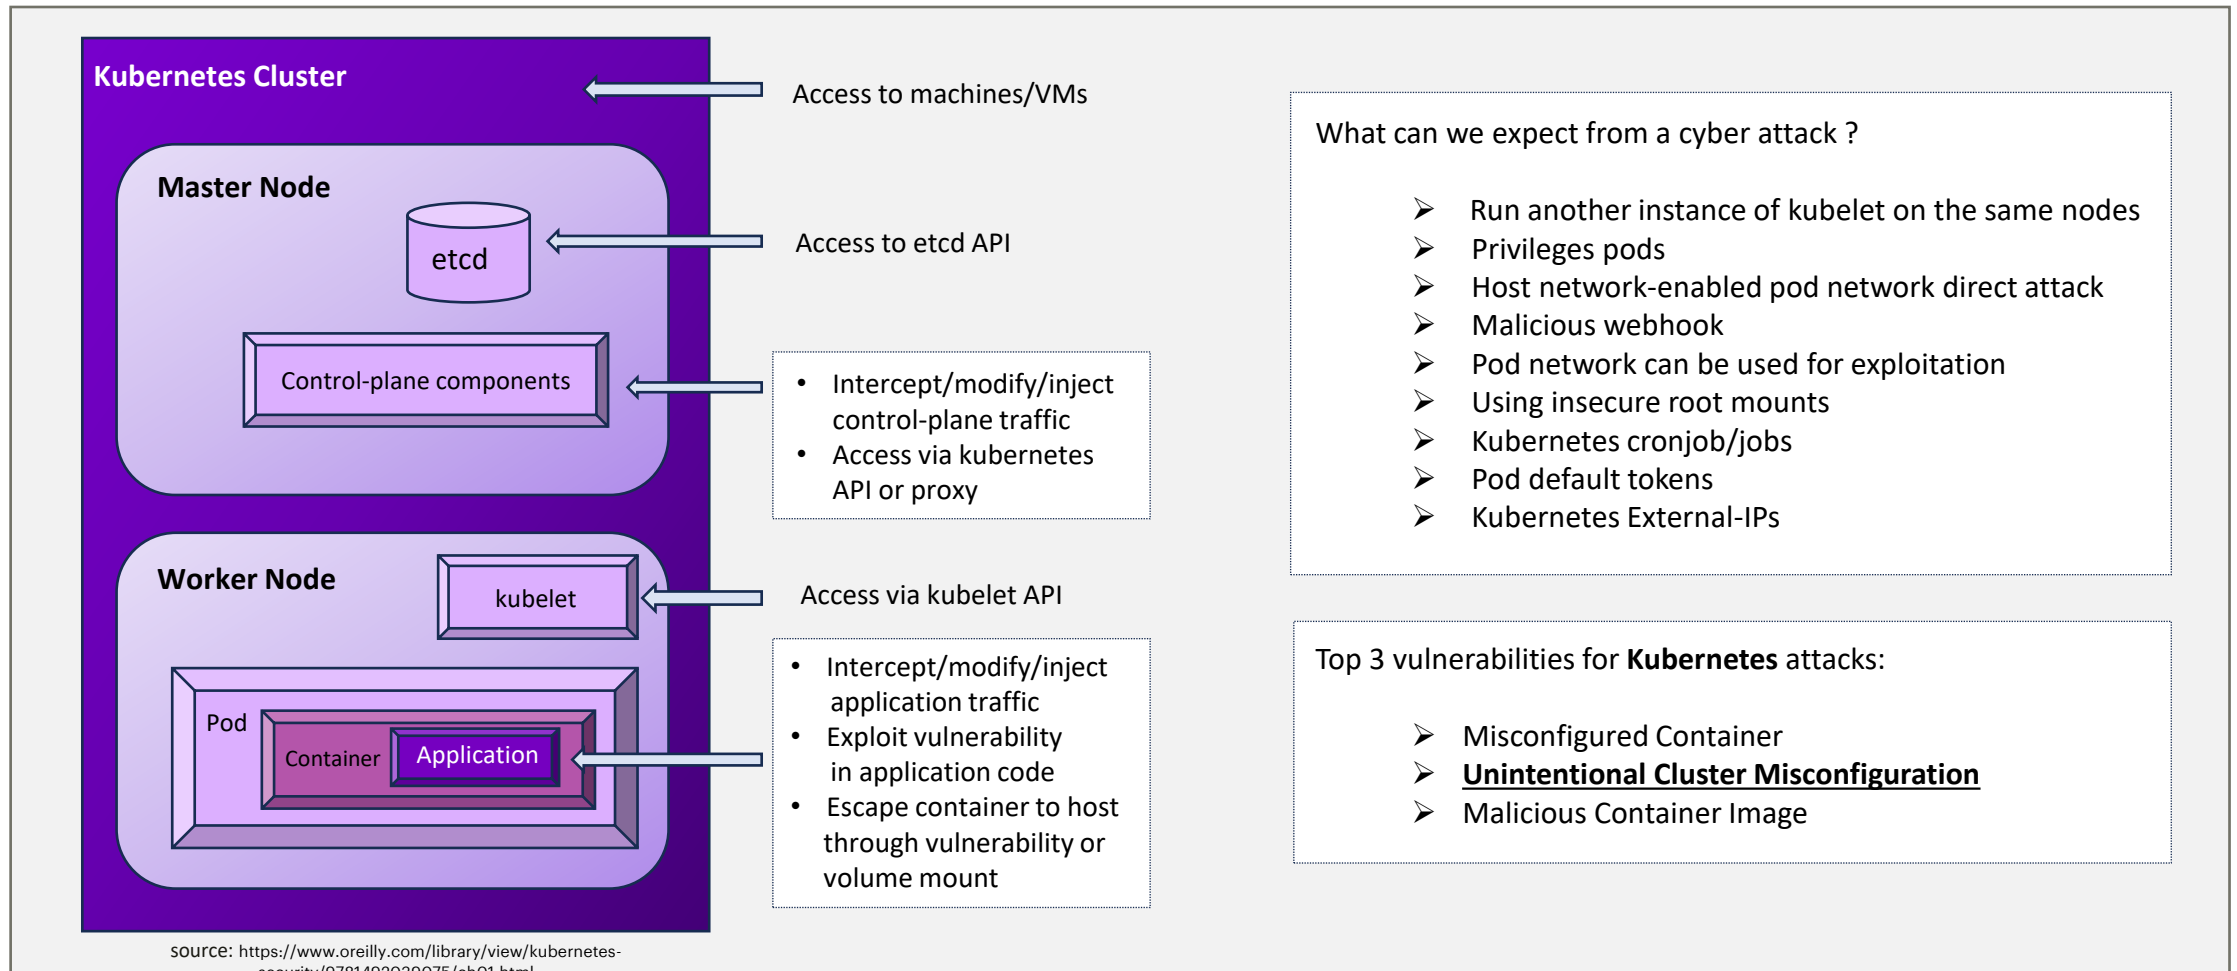 Kubernetes Cluster
Access to machines/VMs
Master Node
etcd
Access to etcd API
Control-plane components
• Intercept/modify/inject
control-plane traffic
• Access via kubernetes
API or proxy
Worker Node
kubelet
Access via kubelet API
Pod
Container
Application
• Intercept/modify/inject
application traffic
• Exploit vulnerability
in application code
• Escape container to host
through vulnerability or
volume mount
source: https://www.oreilly.com/library/view/kubernetes-
What can we expect from a cyber attack ?
➢ Run another instance of kubelet on the same nodes
➢ Privileges pods
➢ Host network-enabled pod network direct attack
➢ Malicious webhook
➢ Pod network can be used for exploitation
➢ Using insecure root mounts
➢ Kubernetes cronjob/jobs
➢ Pod default tokens
➢ Kubernetes External-IPs
Top 3 vulnerabilities for Kubernetes attacks:
➢ Misconfigured Container
➢ Unintentional Cluster Misconfiguration
➢ Malicious Container Image